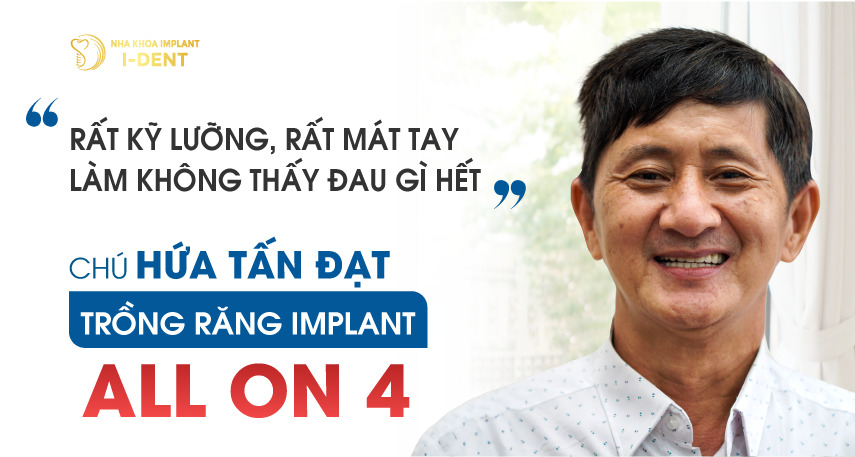 NHA KHOA IMPLANT
I-DENT
“
RẤT KỸ LƯỠNG, RẤT MÁT TAY
LÀM KHÔNG THẤY ĐAU GÌ HẾT ”
CHÚ HỨA TẤN ĐẠT
TRỒNG RĂNG IMPLANT
ALL ON 4